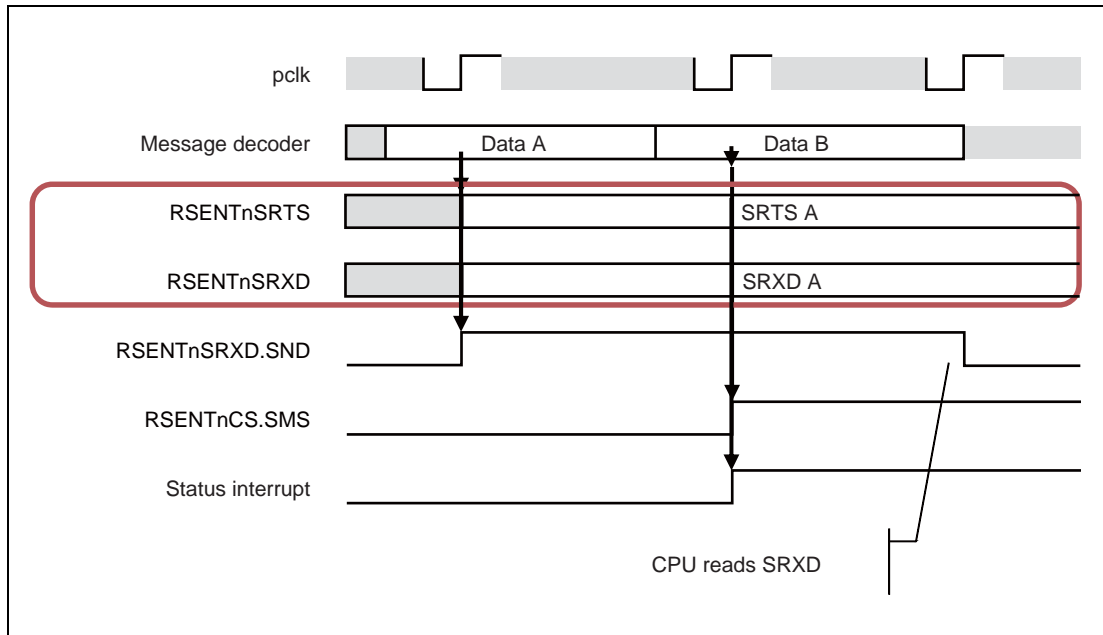 pclk
Message decoder Data A Data B
RSENTnSRTS SRTS A
RSENTnSRXD SRXD A
RSENTnSRXD.SND
RSENTnCS.SMS
Status interrupt
CPU reads SRXD